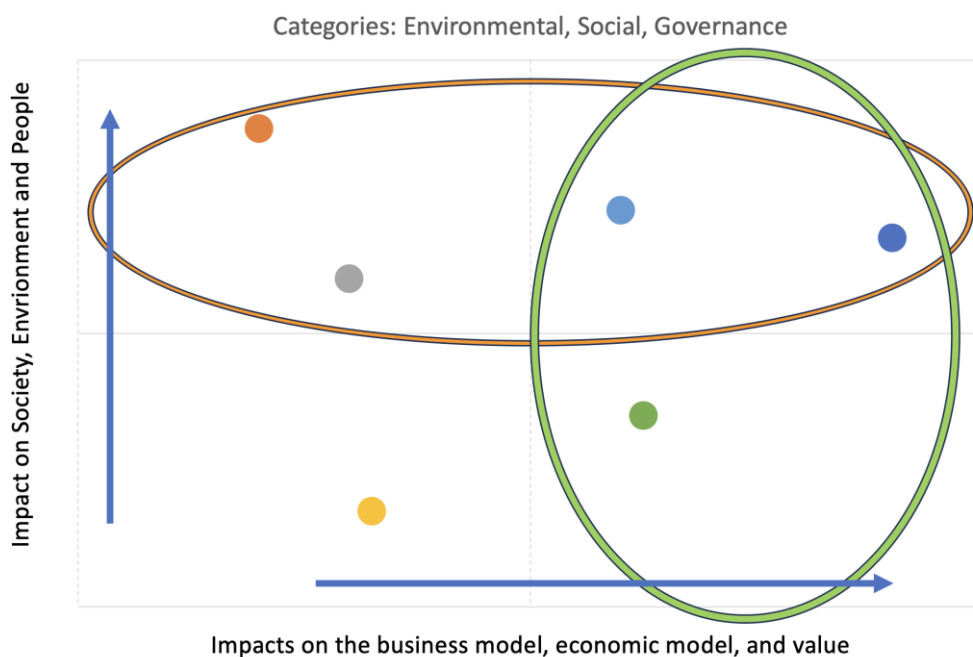 Categories: Environmental, Social, Governance
Impact on Society, Envrionment and People
Impacts on the business model, economic model, and value